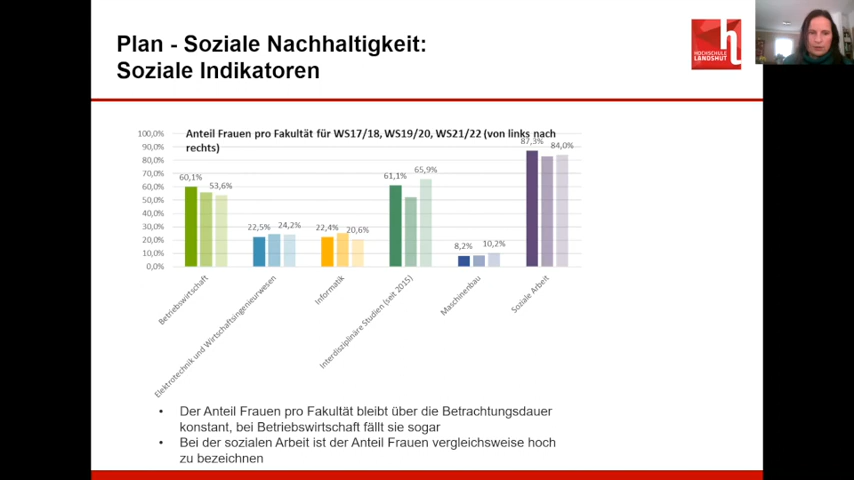 Plan - Soziale Nachhaltigkeit:
Soziale Indikatoren
HOCHSCHULE
LANDSHUT
Anteil Frauen pro Fakultät für WS17/18, WS19/20, WS21/22 (von links nach
rechts)
100,0%
90,0%
80,0%
70,0%
60,0%
50,0%
40,0%
30,0%
20,0%
10,0%
0,0%
60,1%
53,6%
22,5%
24,2%
22,4%
20,6%
61,1%
65,9%
8,2%
10,2%
87,3%
84,0%
Betriebswirtschaft
Elektrotechnik und Wirtschaftsingenieurwesen
Informatik
Interdisziplinäre Studien (seit 2015)
Maschinenbau
Soziale Arbeit
• Der Anteil Frauen pro Fakultät bleibt über die Betrachtungsdauer
konstant, bei Betriebswirtschaft fällt sie sogar
• Bei der sozialen Arbeit ist der Anteil Frauen vergleichsweise hoch
zu bezeichnen